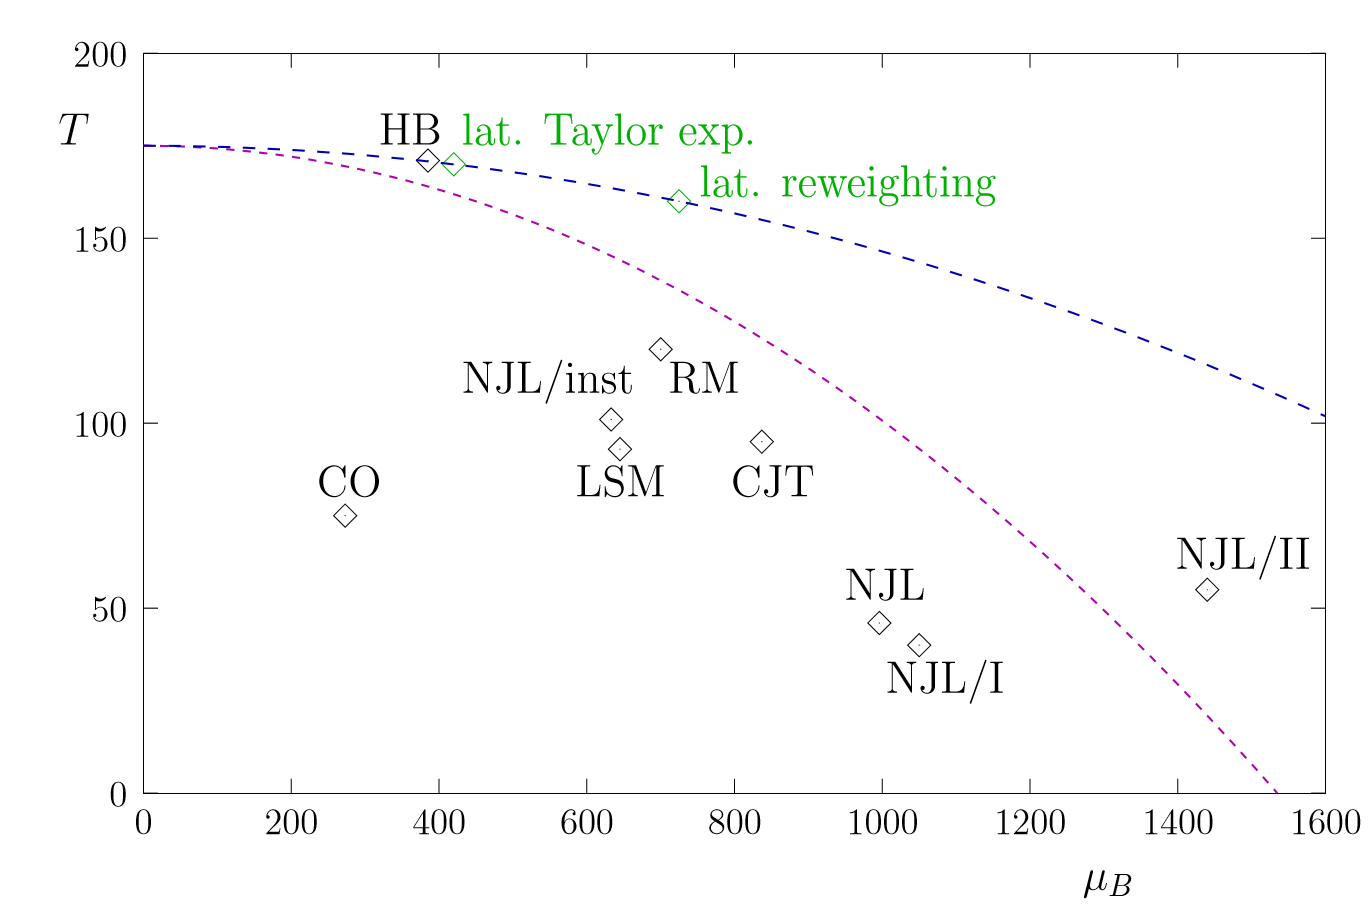 200
T
HB lat. Taylor exp.
lat. reweighting
150
NJL/inst
RM
100
CO
LSM
CJT
NJL/II
NJL
50
NJL/I
0
0 200 400 600 800 1000 1200 1400 1600
μB